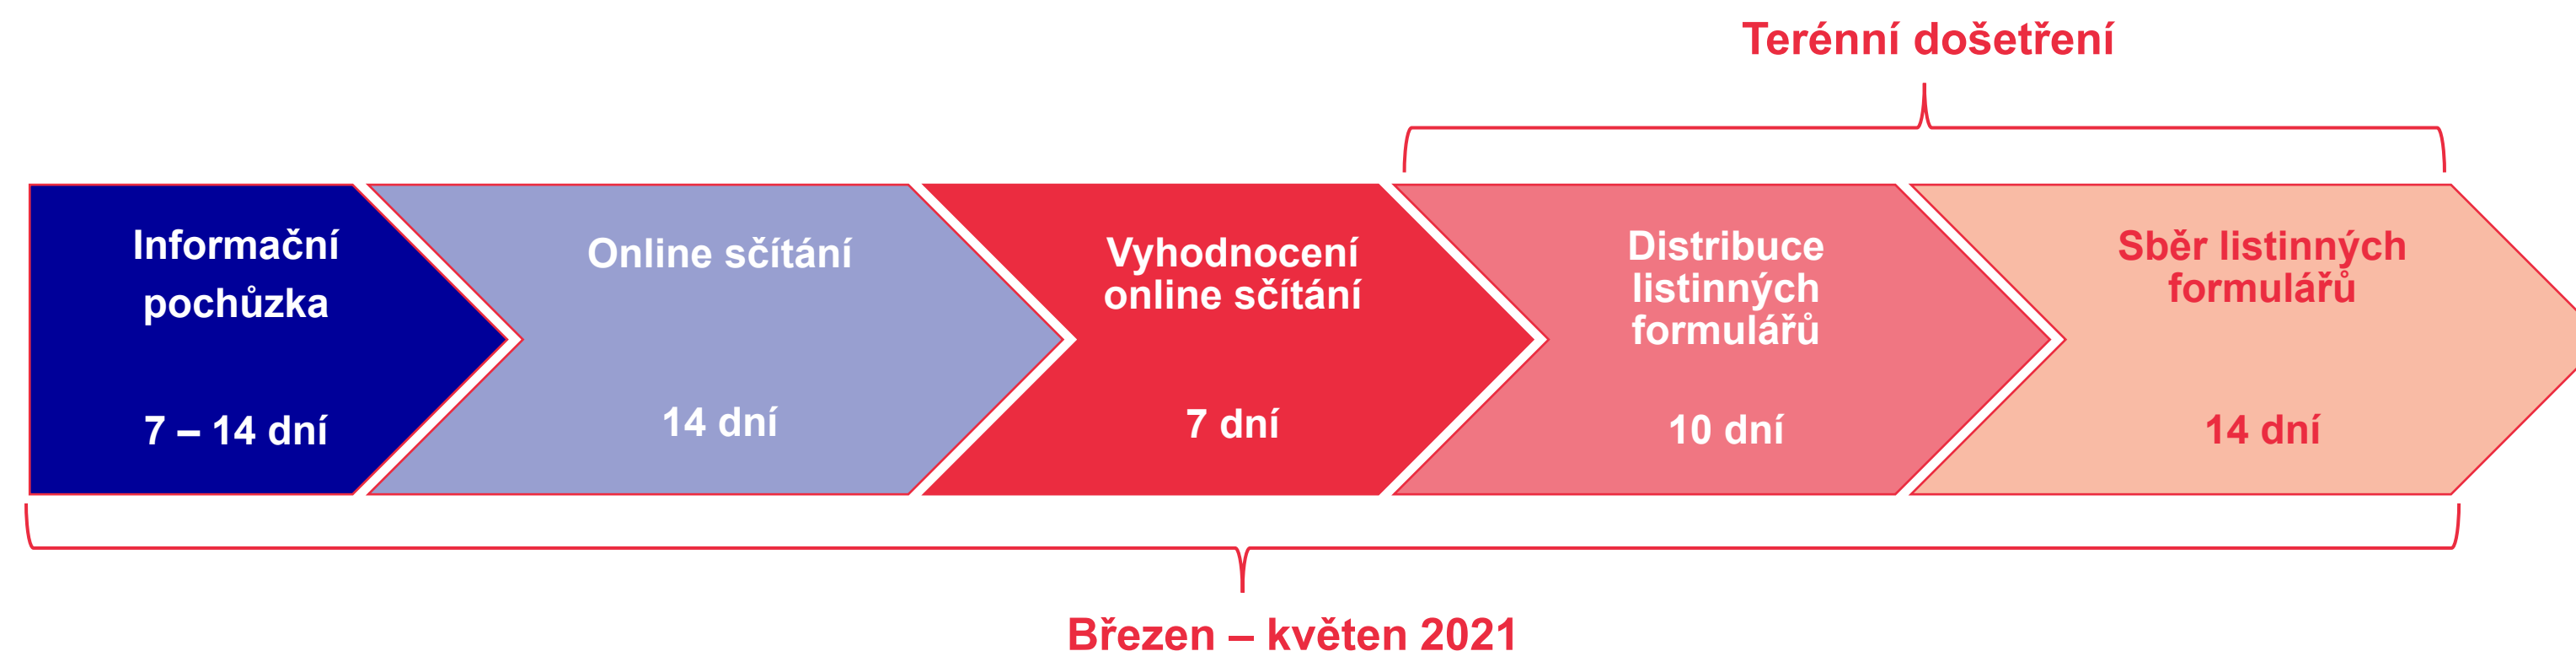 Terénní došetření
Informační
pochůzka
7 – 14 dní
Online sčítání
14 dní
Vyhodnocení
online sčítání
7 dní
Distribuce
listinných
formulářů
10 dní
Sběr listinných
formulářů
14 dní
Březen – květen 2021